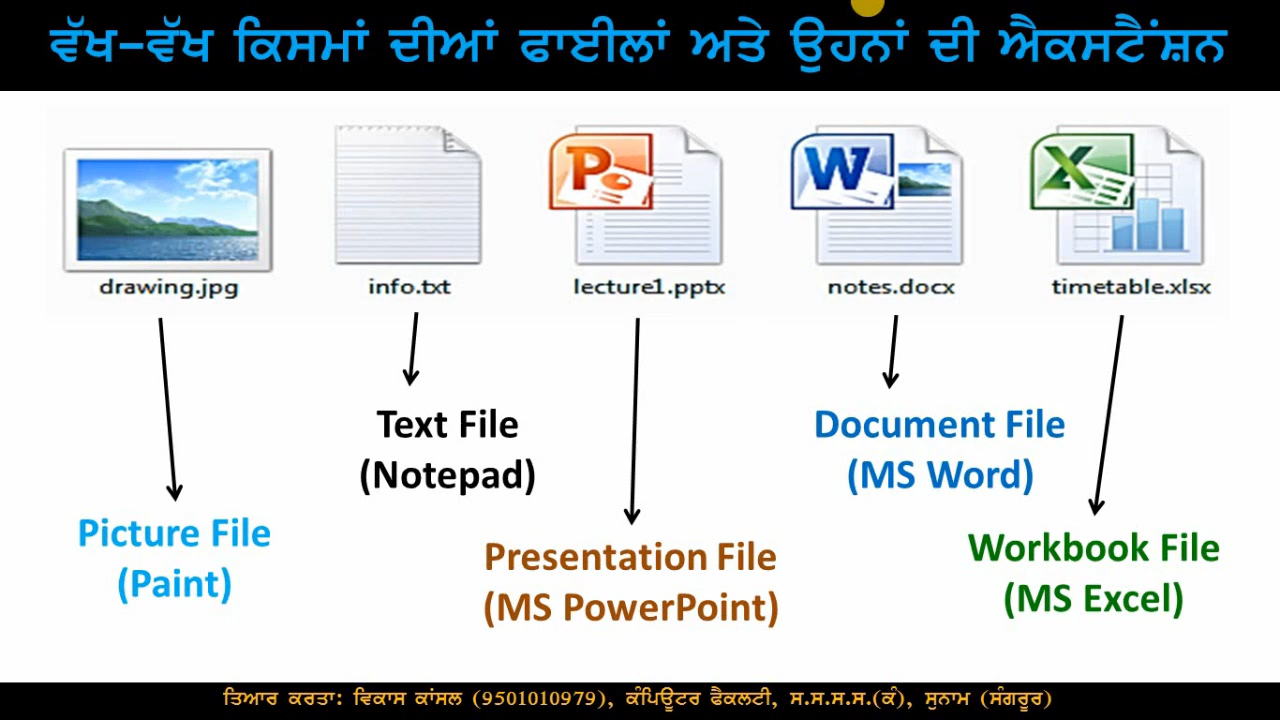 ਵੱਖ-ਵੱਖ ਕਿਸਮਾਂ ਦੀਆਂ ਫਾਈਲਾਂ ਅਤੇ ਉਹਨਾਂ ਦੀ ਐਕਸਟੈਂਸ਼ਨ
drawing.jpg
info.txt
lecture1.pptx
notes.docx
timetable.xlsx
Text File
(Notepad)
Document File
(MS Word)
Picture File
(Paint)
Presentation File
(MS PowerPoint)
Workbook File
(MS Excel)
ਤਿਆਰ ਕਰਤਾ: ਵਿਕਾਸ ਕਾਂਸਲ (9501010979), ਕੰਪਿਊਟਰ ਫੈਕਲਟੀ, ਸ.ਸ.ਸ.ਸ.(ਕੰ), ਸੁਨਾਮ (ਸੰਗਰੂਰ)